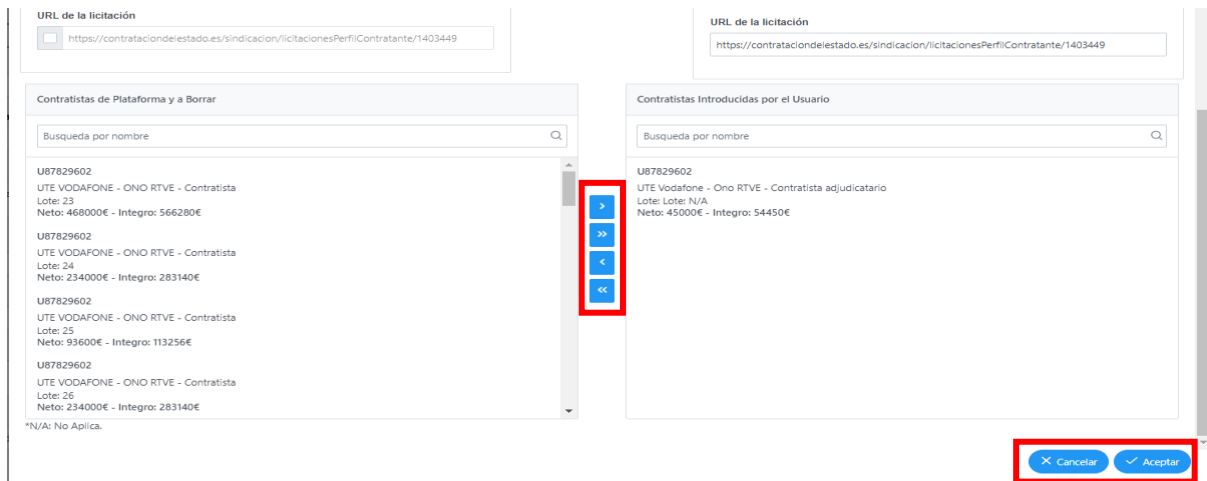 URL de la licitación
https://contrataciondelestado.es/sindicacion/licitacionesPerfilContratante/1403449
URL de la licitación
https://contrataciondelestado.es/sindicacion/licitacionesPerfilContratante/1403449
Contratistas de Plataforma y a Borrar
Busqueda por nombre
U87829602
UTE VODAFONE - ONO RTVE - Contratista
Lote: 23
Neto: 468000€ - Integro: 566280€
U87829602
UTE VODAFONE - ONO RTVE - Contratista
Lote: 24
Neto: 234000€ - Integro: 283140€
U87829602
UTE VODAFONE - ONO RTVE - Contratista
Lote: 25
Neto: 93600€ - Integro: 113256€
U87829602
UTE VODAFONE - ONO RTVE - Contratista
Lote: 26
Neto: 234000€ - Integro: 283140€
*N/A: No Aplica.
>
>>
<
<<
Contratistas Introducidas por el Usuario
Busqueda por nombre
U87829602
UTE Vodafone - Ono RTVE - Contratista adjudicatario
Lote: Lote: N/A
Neto: 45000€ - Integro: 54450€
Cancelar
Aceptar